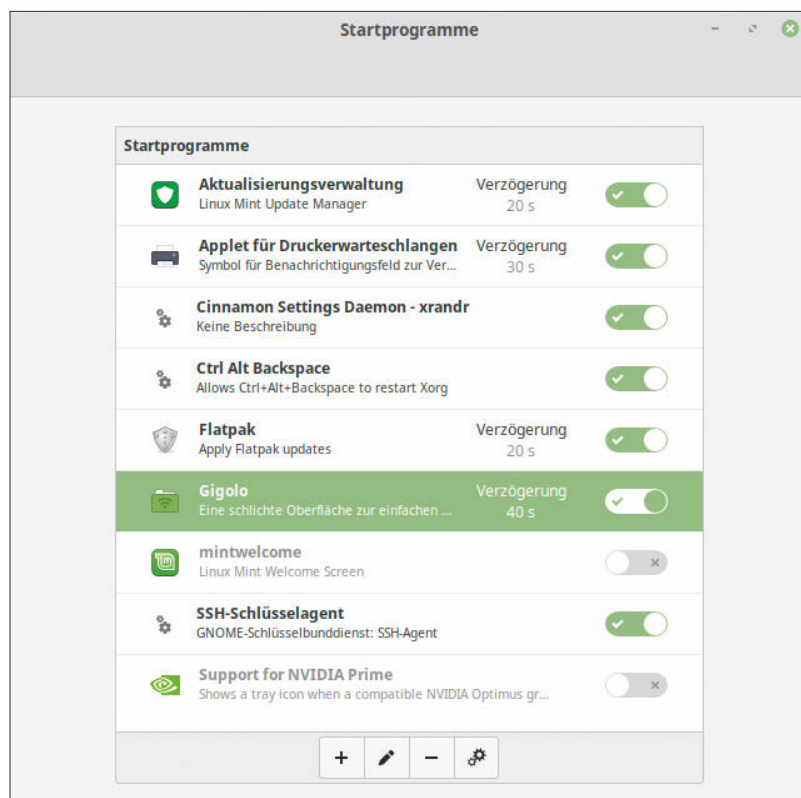 Startprogramme
Startprogramme
Aktualisierungsverwaltung Verzögerung
Linux Mint Update Manager 20 s
Applet für Druckerwarteschlangen Verzögerung
Symbol für Benachrichtigungsfeld zur Ver... 30 s
Cinnamon Settings Daemon - xrandr
Keine Beschreibung
Ctrl Alt Backspace
Allows Ctrl+Alt+Backspace to restart Xorg
Flatpak Verzögerung
Apply Flatpak updates 20 s
Gigolo Verzögerung
Eine schlichte Oberfläche zur einfachen ... 40 s
mintwelcome
Linux Mint Welcome Screen
SSH-Schlüsselagent
GNOME-Schlüsselbunddienst: SSH-Agent
Support for NVIDIA Prime
Shows a tray icon when a compatible NVIDIA Optimus gr...